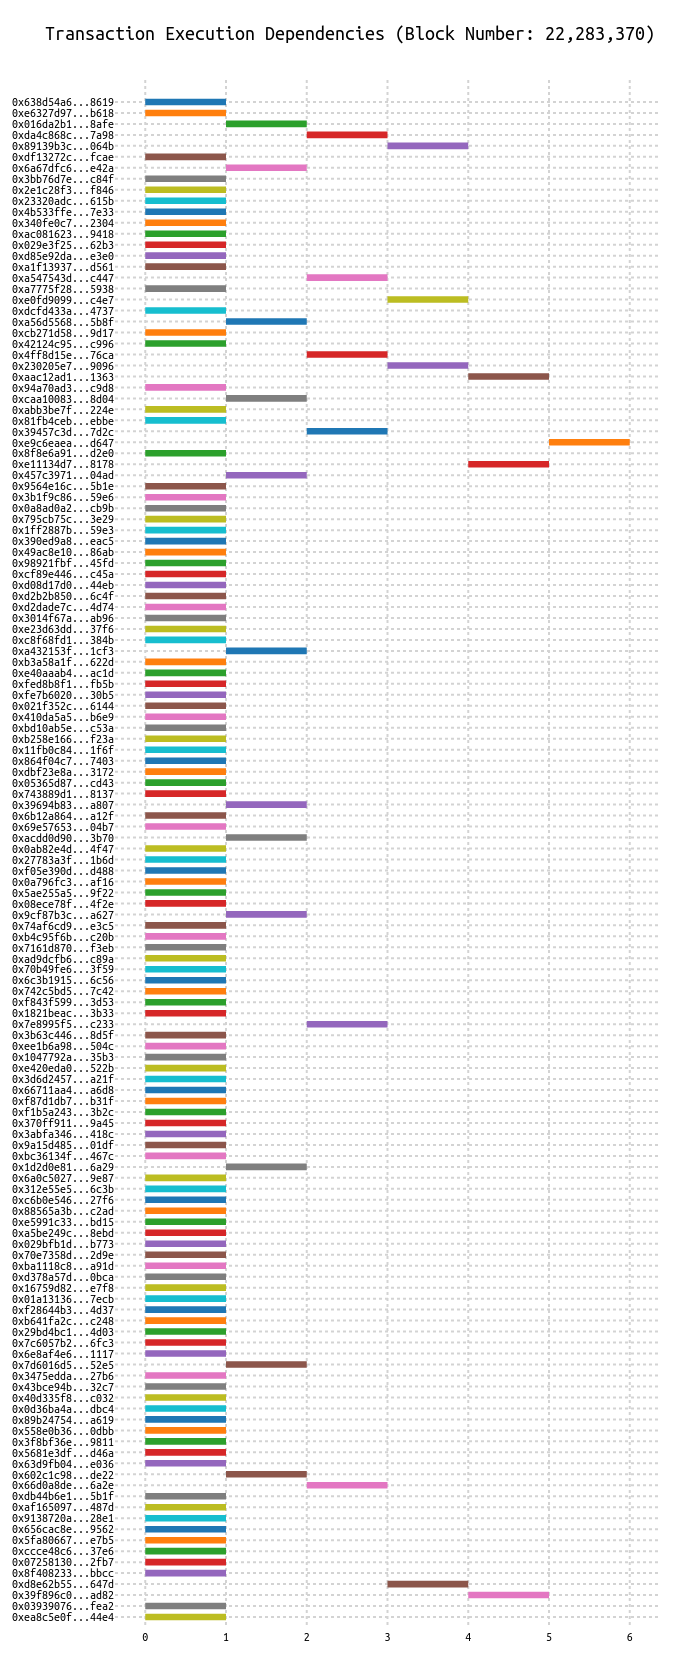 Transaction Execution Dependencies (Block Number: 22,283,370)
0x638d54a6...8619
0xe6327d97...b618
0x016da2b1...8afe
0xda4c868c...7a98
0x89139b3c...064b
0xdf13272c...fcae
0x6a67dfc6...e42a
0x3bb76d7e...c84f
0x2e1c28f3...f846
0x23320adc...615b
0x4b533ffe...7e33
0x340fe0c7...2304
0xac081623...9418
0x029e3f25...62b3
0xd85e92da...e3e0
0xa1f13937...d561
0xa547543d...c447
0xa7775f28...5938
0xe0fd9099...c4e7
0xdcfd433a...4737
0xa56d5568...5b8f
0xcb271d58...9d17
0x42124c95...c996
0x4ff8d15e...76ca
0x230205e7...9096
0xaac12ad1...1363
0x94a70ad3...c9d8
0xcaa10083...8d04
0xabb3be7f...224e
0x81fb4ceb...ebbe
0x39457c3d...7d2c
0xe9c6eaea...d647
0x8f8e6a91...d2e0
0xe11134d7...8178
0x457c3971...04ad
0x9564e16c...5b1e
0x3b1f9c86...59e6
0x0a8ad0a2...cb9b
0x795cb75c...3e29
0x1ff2887b...59e3
0x390ed9a8...eac5
0x49ac8e10...86ab
0x98921fbf...45fd
0xcf89e446...c45a
0xd08d17d0...44eb
0xd2b2b850...6c4f
0xd2dade7c...4d74
0x3014f67a...ab96
0xe23d63dd...37f6
0xc8f68fd1...384b
0xa432153f...1cf3
0xb3a58a1f...622d
0xe40aaab4...ac1d
0xfed8b8f1...fb5b
0xfe7b6020...30b5
0x021f352c...6144
0x410da5a5...b6e9
0xbd10ab5e...c53a
0xb258e166...f23a
0x11fb0c84...1f6f
0x864f04c7...7403
0xdbf23e8a...3172
0x05365d87...cd43
0x743889d1...8137
0x39694b83...a807
0x6b12a864...a12f
0x69e57653...04b7
0xacdd0d90...3b70
0x0ab82e4d...4f47
0x27783a3f...1b6d
0xf05e390d...d488
0x0a796fc3...af16
0x5ae255a5...9f22
0x08ece78f...4f2e
0x9cf87b3c...a627
0x74af6cd9...e3c5
0xb4c95f6b...c20b
0x7161d870...f3eb
0xad9dcfb6...c89a
0x70b49fe6...3f59
0x6c3b1915...6c56
0x742c5bd5...7c42
0xf843f599...3d53
0x1821beac...3b33
0x7e8995f5...c233
0x3b63c446...8d5f
0xee1b6a98...504c
0x1047792a...35b3
0xe420eda0...522b
0x3d6d2457...a21f
0x66711aa4...a6d8
0xf87d1db7...b31f
0xf1b5a243...3b2c
0x370ff911...9a45
0x3abfa346...418c
0x9a15d485...01df
0xbc36134f...467c
0x1d2d0e81...6a29
0x6a0c5027...9e87
0x312e55e5...6c3b
0xc6b0e546...27f6
0x88565a3b...c2ad
0xe5991c33...bd15
0xa5be249c...8ebd
0x029bfb1d...b773
0x70e7358d...2d9e
0xba1118c8...a91d
0xd378a57d...0bca
0x16759d82...e7f8
0x01a13136...7ecb
0xf28644b3...4d37
0xb641fa2c...c248
0x29bd4bc1...4d03
0x7c6057b2...6fc3
0x6e8af4e6...1117
0x7d6016d5...52e5
0x3475edda...27b6
0x43bce94b...32c7
0x40d335f8...c032
0x0d36ba4a...dbc4
0x89b24754...a619
0x558e0b36...0dbb
0x3f8bf36e...9811
0x5681e3df...d46a
0x63d9fb04...e036
0x602c1c98...de22
0x66d0a8de...6a2e
0xdb44b6e1...5b1f
0xaf165097...487d
0x9138720a...28e1
0x656cac8e...9562
0x5fa80667...e7b5
0xccce48c6...37e6
0x07258130...2fb7
0x8f408233...bbcc
0xd8e62b55...647d
0x39f896c0...ad82
0x03939076...fea2
0xea8c5e0f...44e4
0 1 2 3 4 5 6